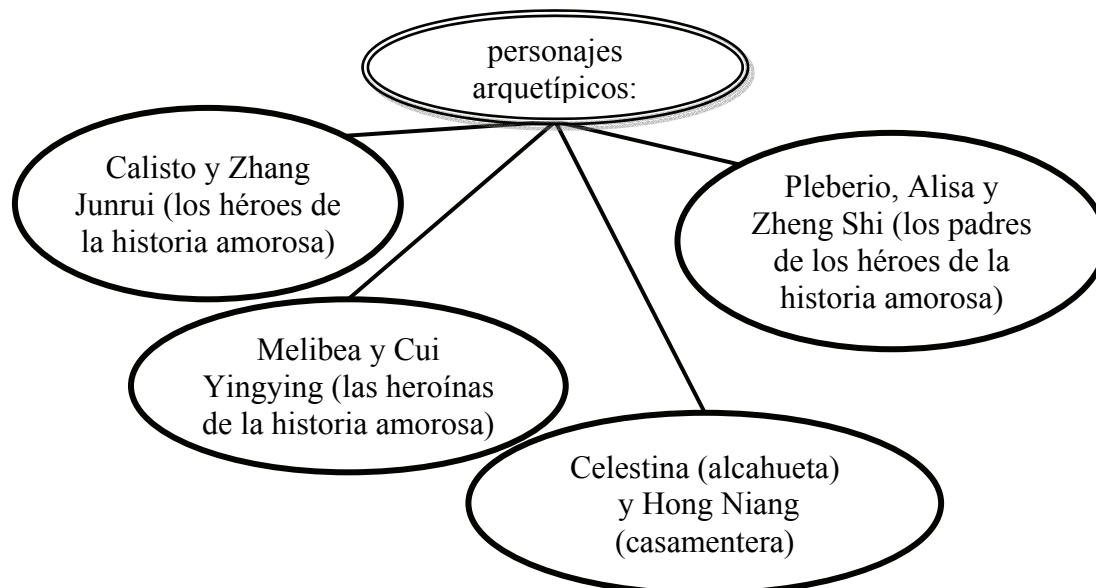 personajes
arquetípicos:
Calisto y Zhang
Junrui (los héroes de
la historia amorosa)
Pleberio, Alisa y
Zheng Shi (los padres
de los héroes de la
historia amorosa)
Melibea y Cui
Yingying (las heroínas
de la historia amorosa)
Celestina (alcahueta)
y Hong Niang
(casamentera)